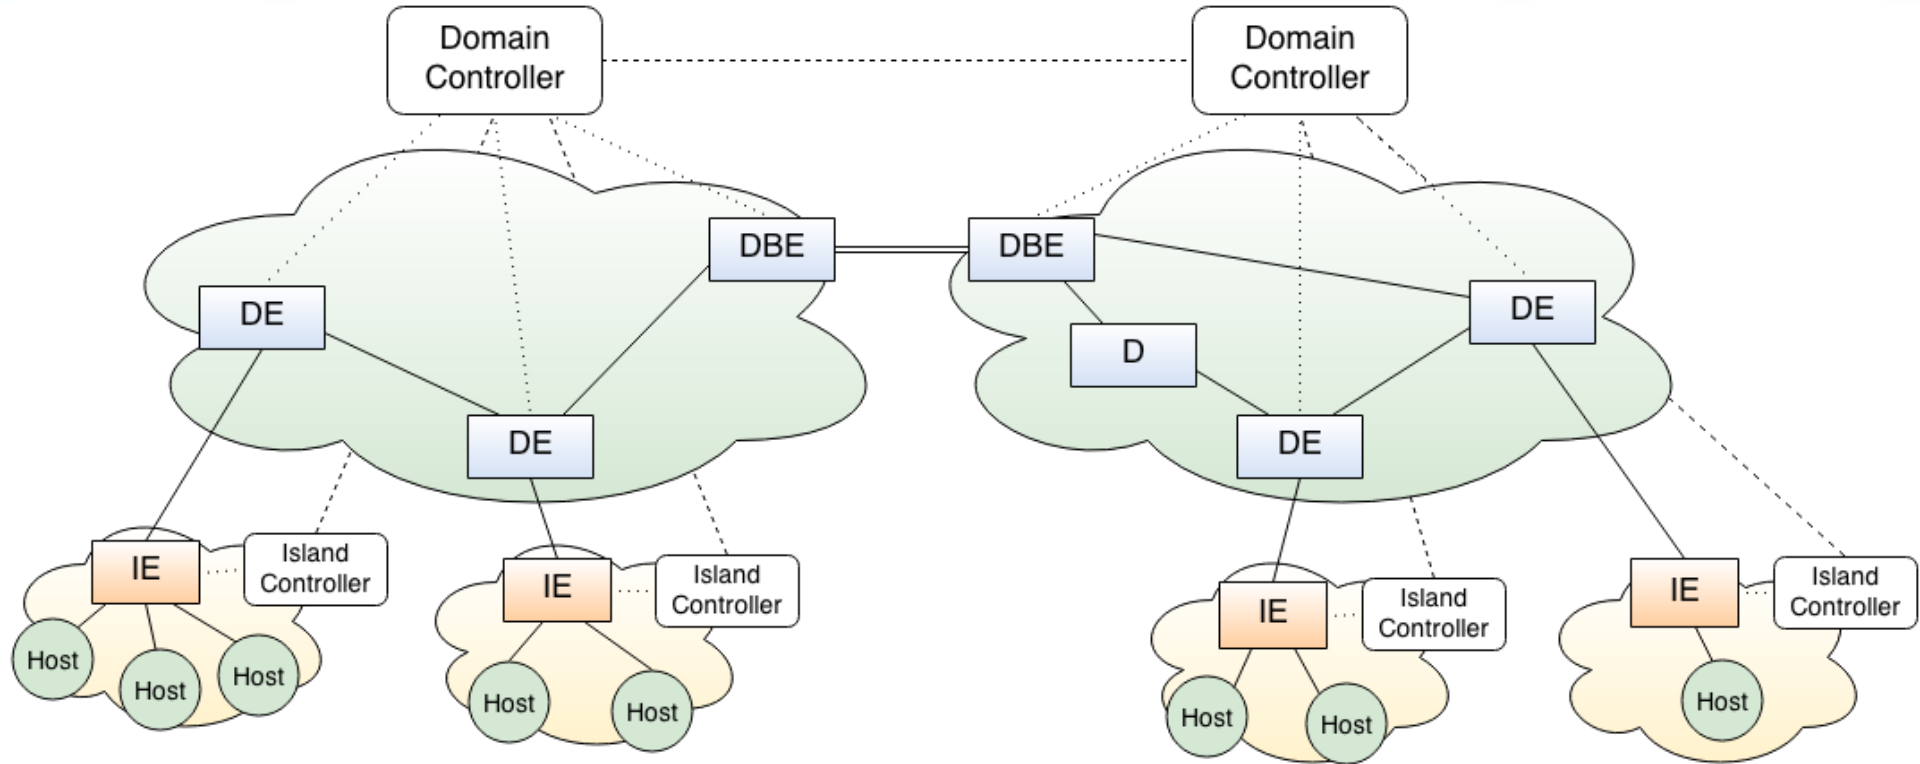 Domain
Controller
Domain
Controller
DBE
DBE
DE
DE
D
DE
DE
IE
Island
Controller
IE
Island
Controller
IE
Island
Controller
IE
Island
Controller
Host
Host
Host
Host
Host
Host
Host
Host